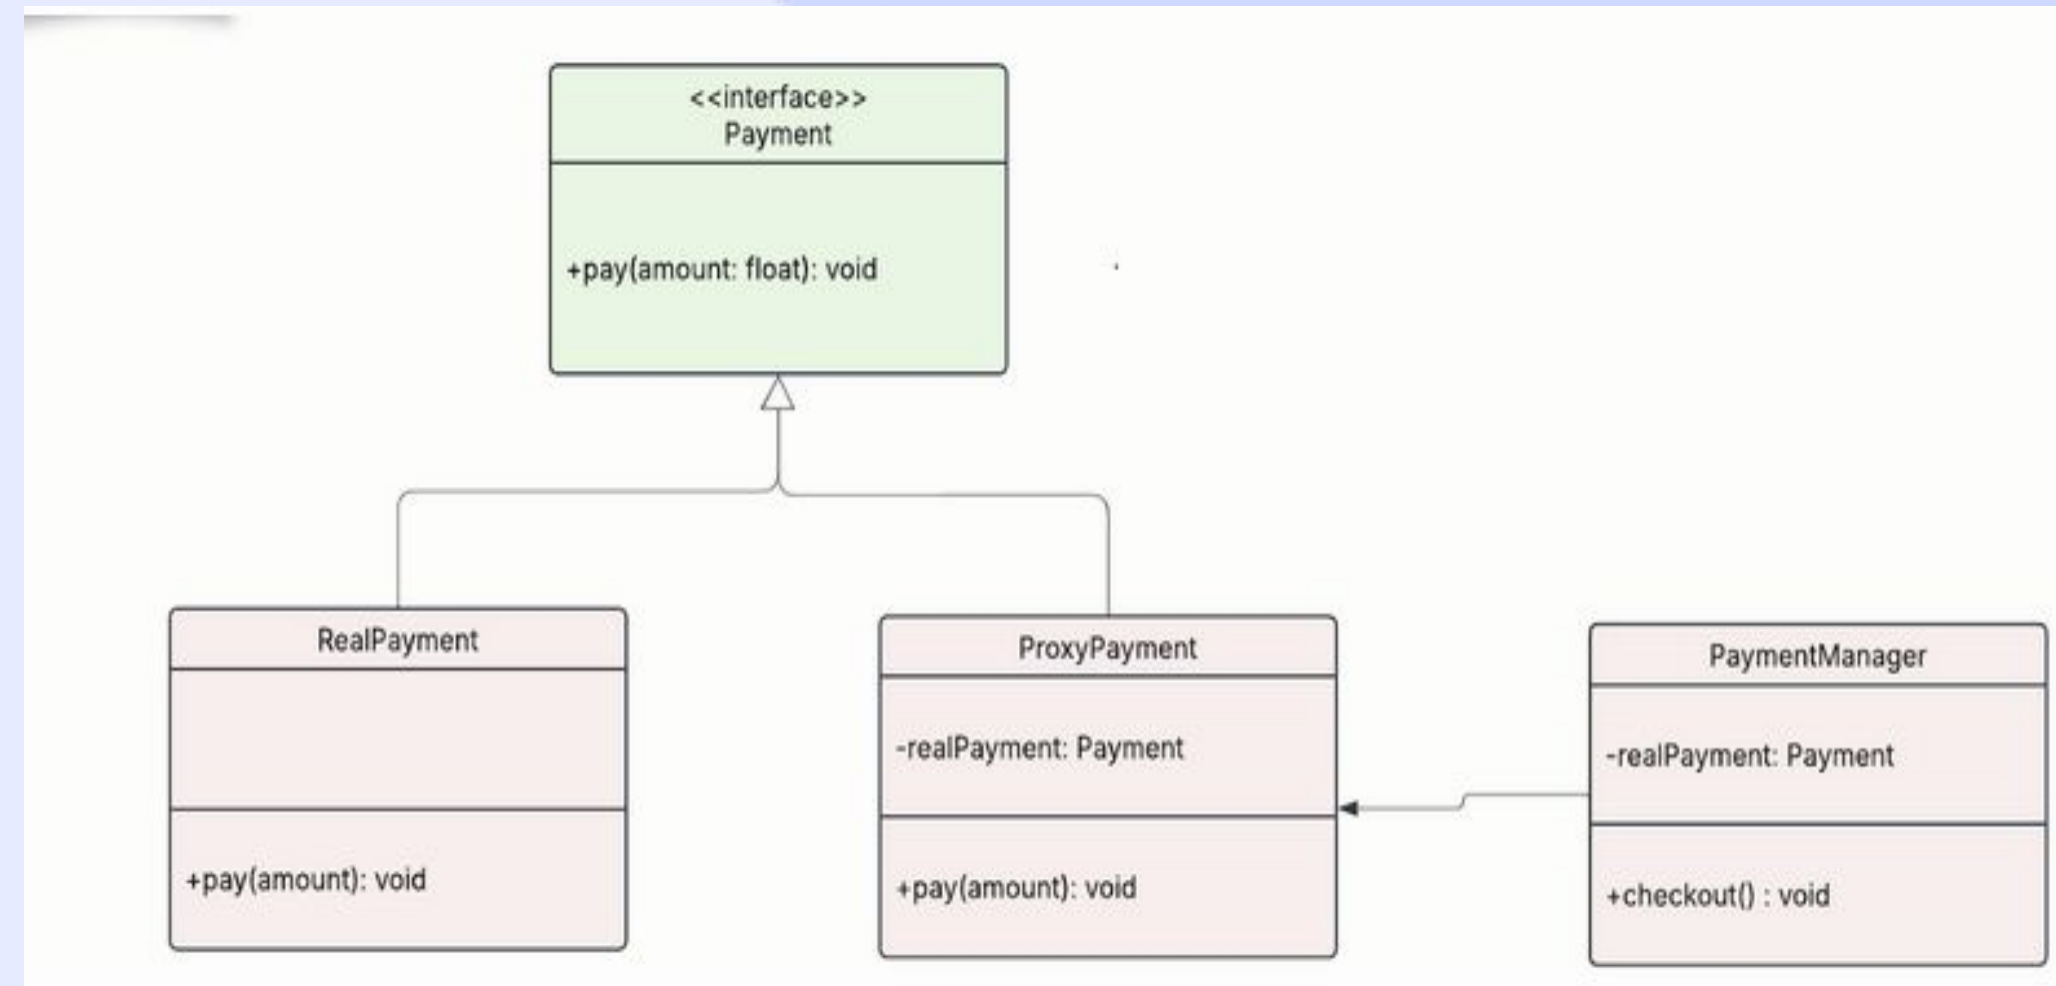 <<interface>>
Payment
+pay(amount: float): void
RealPayment
+pay(amount): void
ProxyPayment
-realPayment: Payment
+pay(amount): void
PaymentManager
-realPayment: Payment
+checkout() : void